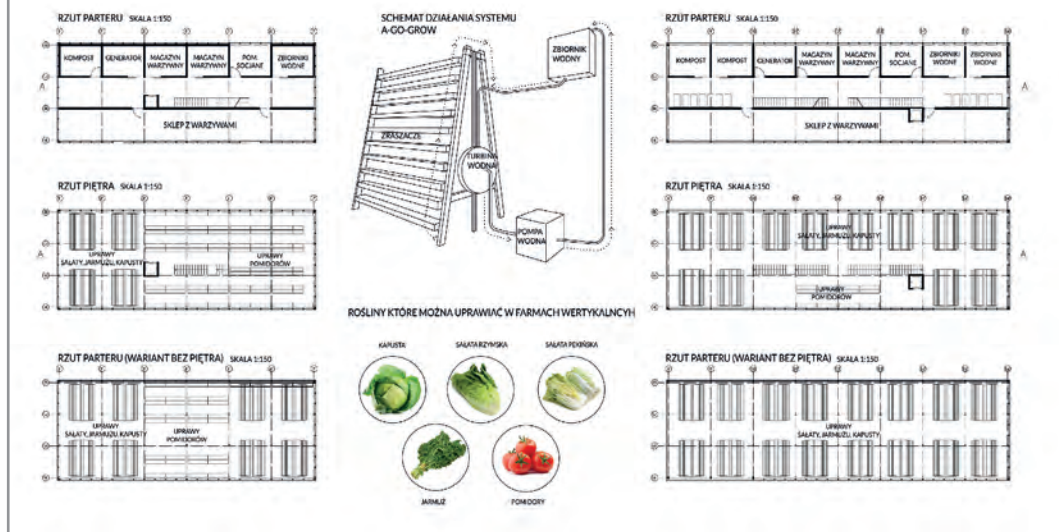 RZUT PARTERU SKALA 1:150
KOMPOST
GENERATOR
MAGAZYN
WARZYWNY
MAGAZYN
WARZYWNY
POM.
SOCJANE
ZBIORNIKI
WODNE
A
SKLEP Z WARZYWAMI
RZUT PIĘTRA SKALA 1:150
UPRAWY
SAŁATY, JARMUŻU, KAPUSTY
UPRAWY
POMIDORÓW
A
RZUT PARTERU (WARIANT BEZ PIĘTRA) SKALA 1:150
UPRAWY
SAŁATY, JARMUŻU, KAPUSTY
UPRAWY
POMIDORÓW
SCHEMAT DZIAŁANIA SYSTEMU
A-GO-GROW
ZBIORNIK
WODNY
ZRASZACZE
TURBINA
WODNA
POMPA
WODNA
ROŚLINY KTÓRE MOŻNA UPRAWIAĆ W FARMACH WERTYKALNCYH
KAPUSTA
SAŁATA RZYMSKA
SAŁATA PEKIŃSKA
JARMUŻ
POMIDORY
RZUT PARTERU SKALA 1:150
KOMPOST
KOMPOST
GENERATOR
MAGAZYN
WARZYWNY
MAGAZYN
WARZYWNY
POM.
SOCJANE
ZBIORNIKI
WODNE
ZBIORNIKI
WODNE
A
SKLEP Z WARZYWAMI
RZUT PIĘTRA SKALA 1:150
UPRAWY
SAŁATY, JARMUŻU, KAPUSTY
UPRAWY
POMIDORÓW
A
RZUT PARTERU (WARIANT BEZ PIĘTRA) SKALA 1:150
UPRAWY
SAŁATY, JARMUŻU, KAPUSTY